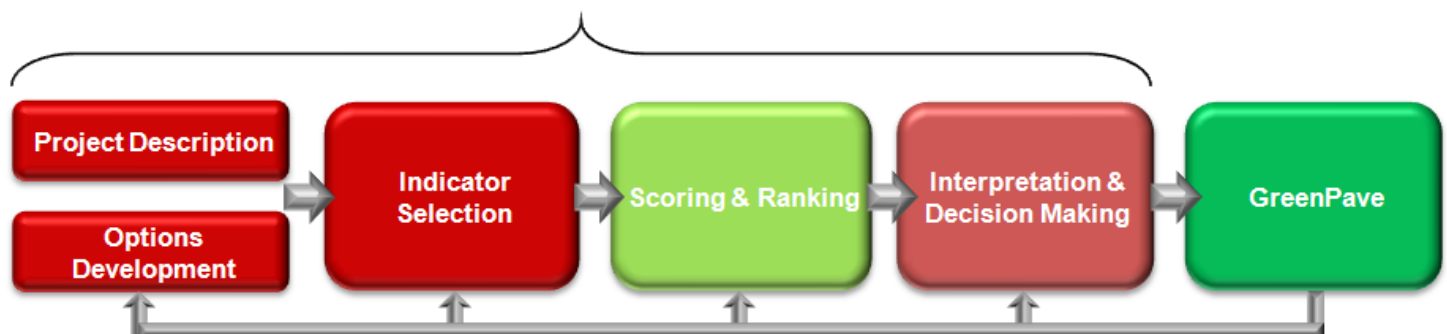 Project Description
Options
Development
Indicator
Selection
Scoring & Ranking
Interpretation &
Decision Making
GreenPave